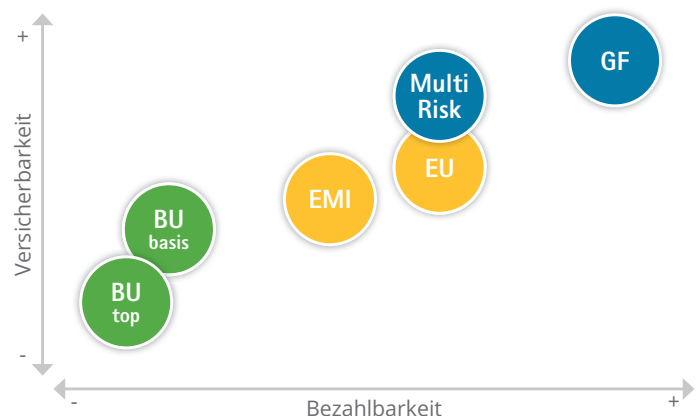 +
GF
Multi
Risk
EU
EMI
BU
basis
BU
top
Versicherbarkeit
-
-
Bezahlbarkeit
+